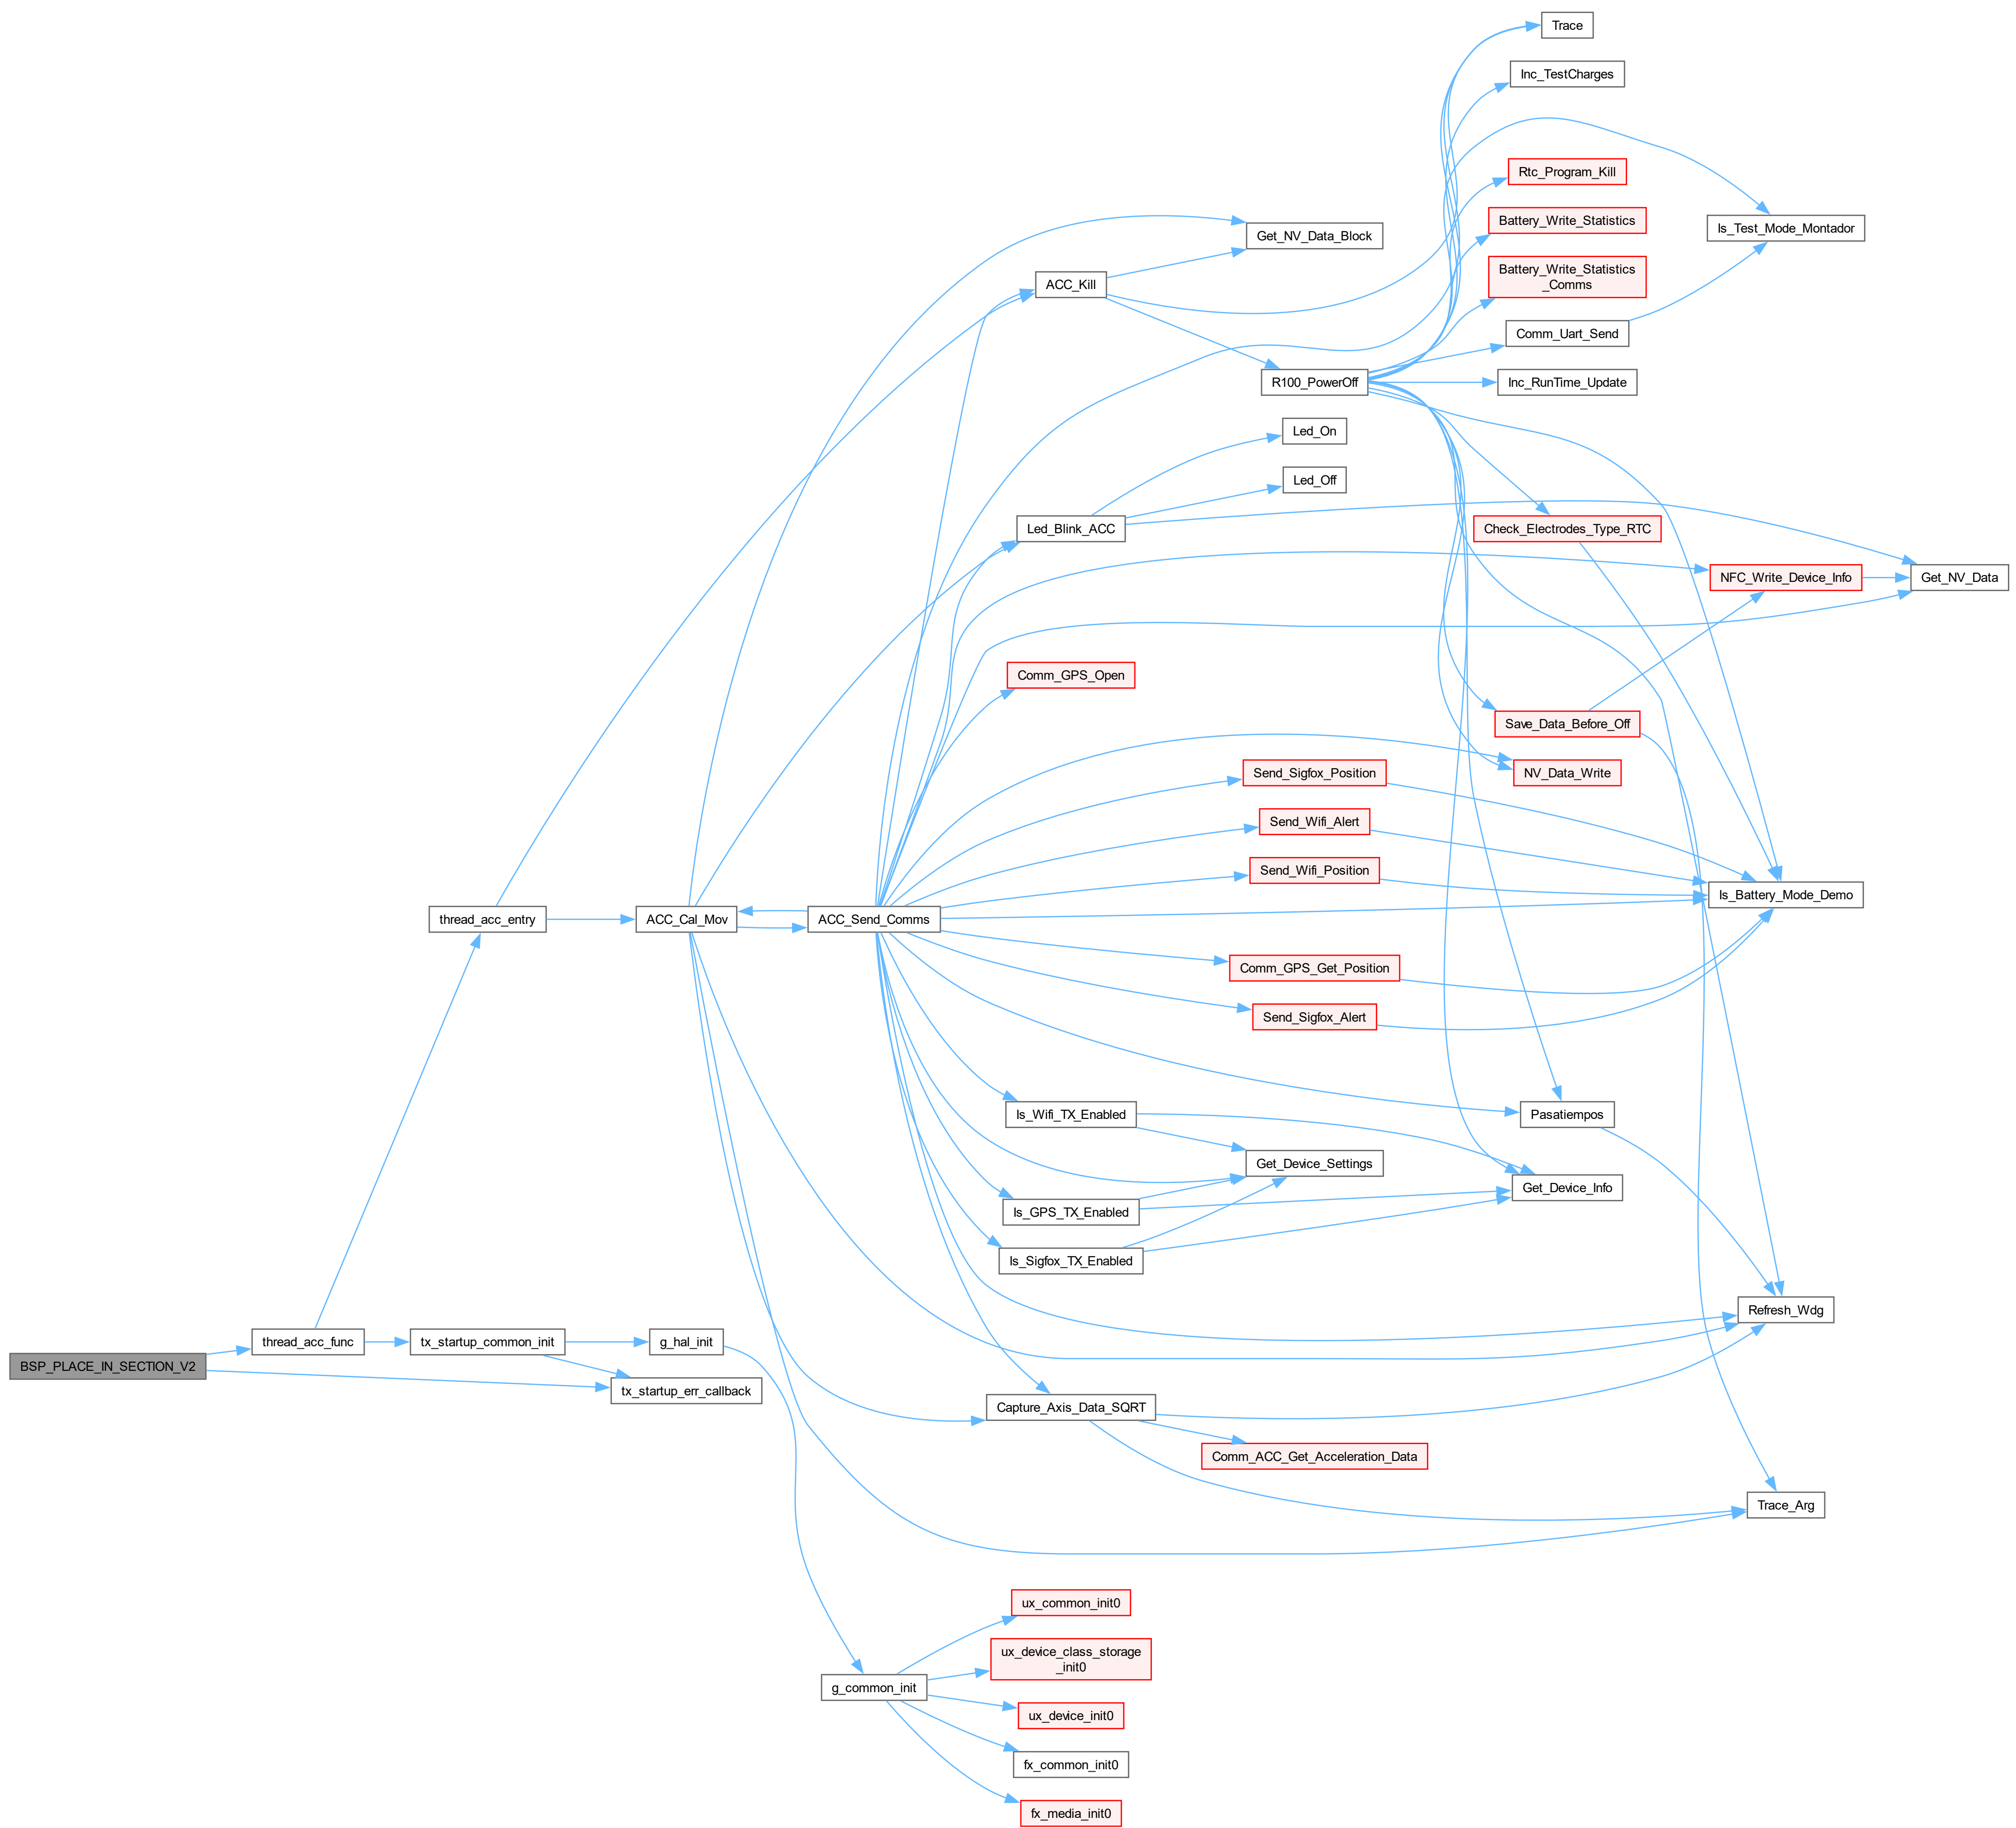 Trace
Inc_TestCharges
Rtc_Program_Kill
Battery_Write_Statistics
Is_Test_Mode_Montador
Get_NV_Data_Block
Battery_Write_Statistics
_Comms
ACC_Kill
Comm_Uart_Send
R100_PowerOff
Inc_RunTime_Update
Led_On
Led_Off
Led_Blink_ACC
Check_Electrodes_Type_RTC
NFC_Write_Device_Info
Get_NV_Data
Comm_GPS_Open
Save_Data_Before_Off
Send_Sigfox_Position
NV_Data_Write
Send_Wifi_Alert
Send_Wifi_Position
Is_Battery_Mode_Demo
thread_acc_entry
ACC_Cal_Mov
ACC_Send_Comms
Comm_GPS_Get_Position
Send_Sigfox_Alert
Is_Wifi_TX_Enabled
Pasatiempos
Get_Device_Settings
Get_Device_Info
Is_GPS_TX_Enabled
Is_Sigfox_TX_Enabled
Refresh_Wdg
thread_acc_func
tx_startup_common_init
g_hal_init
BSP_PLACE_IN_SECTION_V2
tx_startup_err_callback
Capture_Axis_Data_SQRT
Comm_ACC_Get_Acceleration_Data
Trace_Arg
ux_common_init0
ux_device_class_storage
_init0
g_common_init
ux_device_init0
fx_common_init0
fx_media_init0